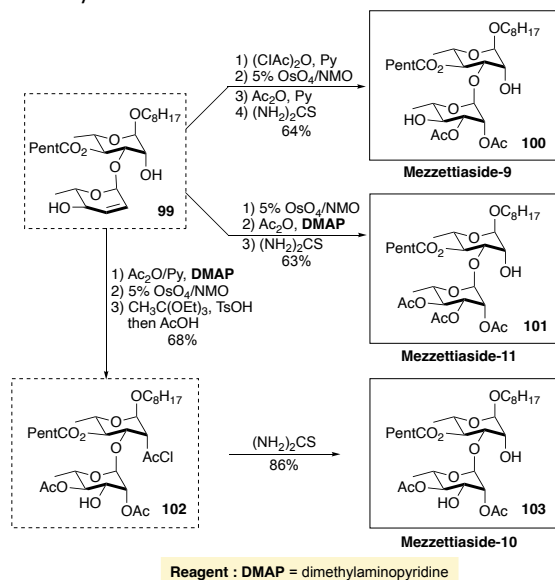 OC₈H₁₇
O
PentCO₂
O
OH
O
HO
99
1) (ClAc)₂O, Py
2) 5% OsO/NMO
3) Ac₂O, Py
4) (NH₂)₂CS
64%
OC₈H₁₇
O
PentCO₂
O
OH
O
HO
AcO
OAc
100
Mezzettiaside-9
1) 5% OsO₄/NMO
2) Ac₂O, DMAP
3) (NH₂)₂CS
63%
OC₈H₁₇
O
PentCO₂
O
OH
O
AcO
AcO
OAc
101
Mezzettiaside-11
1) Ac₂O/Py, DMAP
2) 5% OsO₄/NMO
3) CH₃C(OEt)₃, TsOH
then AcOH
68%
OC₈H₁₇
O
PentCO₂
O
AcCl
O
AcO
HO
OAc
102
(NH₂)₂CS
86%
OC₈H₁₇
O
PentCO₂
O
OH
O
AcO
HO
OAc
103
Mezzettiaside-10
Reagent : DMAP = dimethylaminopyridine